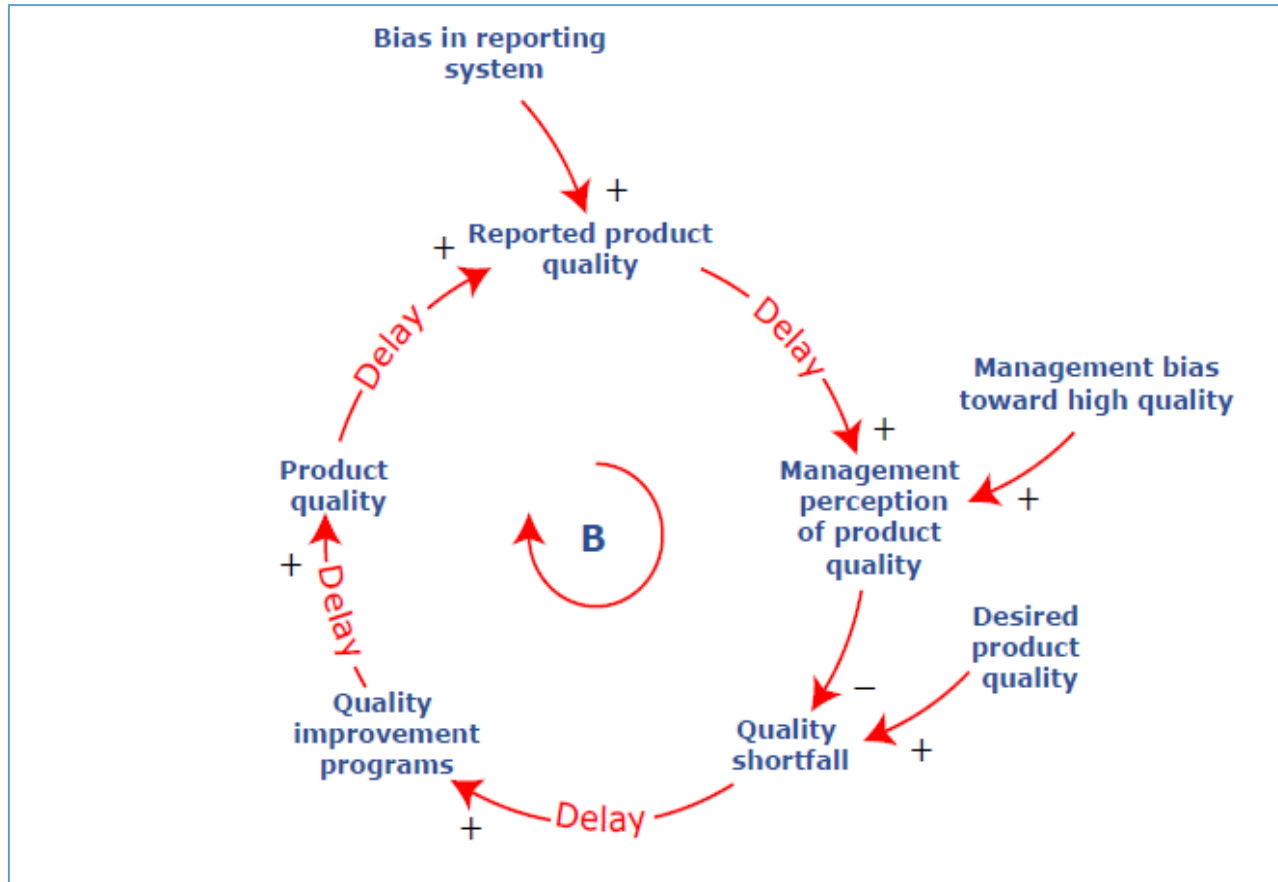 Bias in reporting
system
+
+
Reported product
quality
Delay
Delay
Management bias
toward high quality
+
+
Product
quality
Management
perception
of product
quality
B
+
Delay
Desired
product
quality
−
+
Quality
improvement
programs
Quality
shortfall
Delay
+